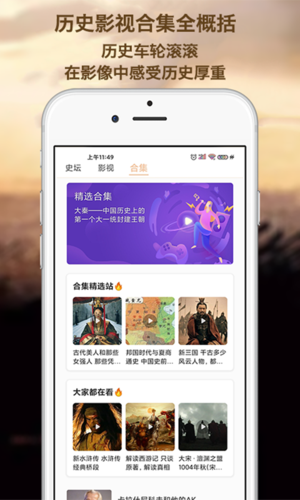 历史影视合集全概括
历史车轮滚滚
在影像中感受历史厚重
上午11:49
史坛 影视 合集
精选合集
大秦——中国历史上的
第一个大一统封建王朝
合集精选站
古代美人和那些
女强人 那些凭...
邦国时代与夏商
通史 中国史前...
新三国 千古多少
风云人物，都...
大家都在看
新水浒传 水浒传
经典桥段
解读西游记 只谈
原著，解读真相
大宋·澶渊之盟
1004年秋(宋...